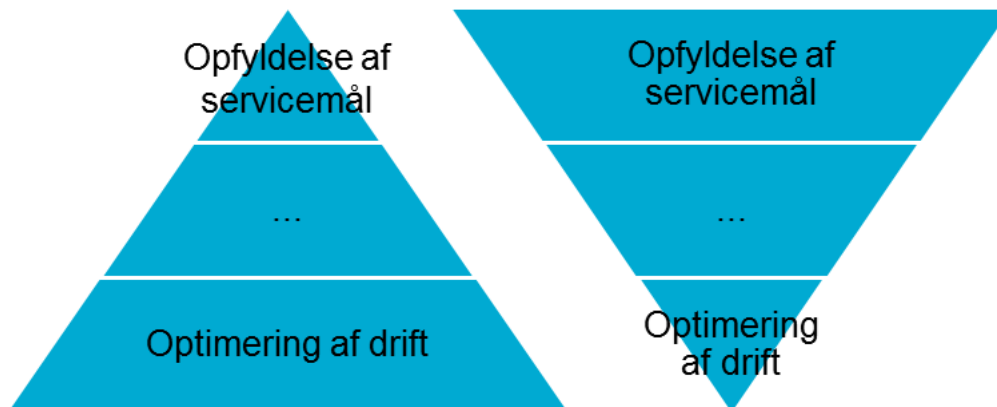 Opfyldelse af
servicemål
...
Optimering af drift
Opfyldelse af
servicemål
...
Optimering
af drift